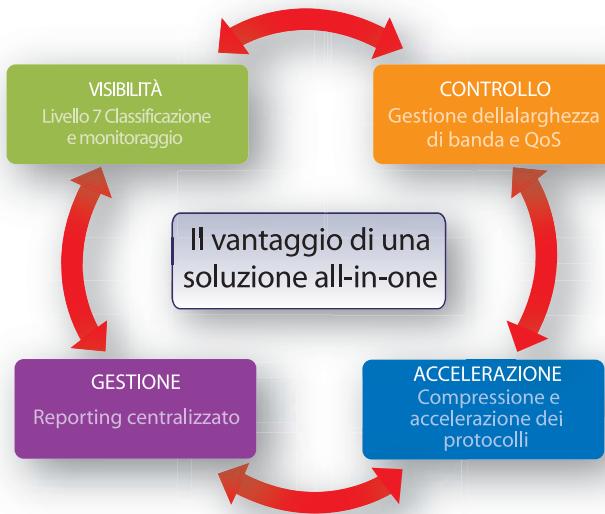 VISIBILITÀ
Livello 7 Classificazione
e monitoraggio
CONTROLLO
Gestione dellalarghezza
di banda e QoS
Il vantaggio di una
soluzione all-in-one
GESTIONE
Reporting centralizzato
ACCELERAZIONE
Compressione e
accelerazione dei
protocolli